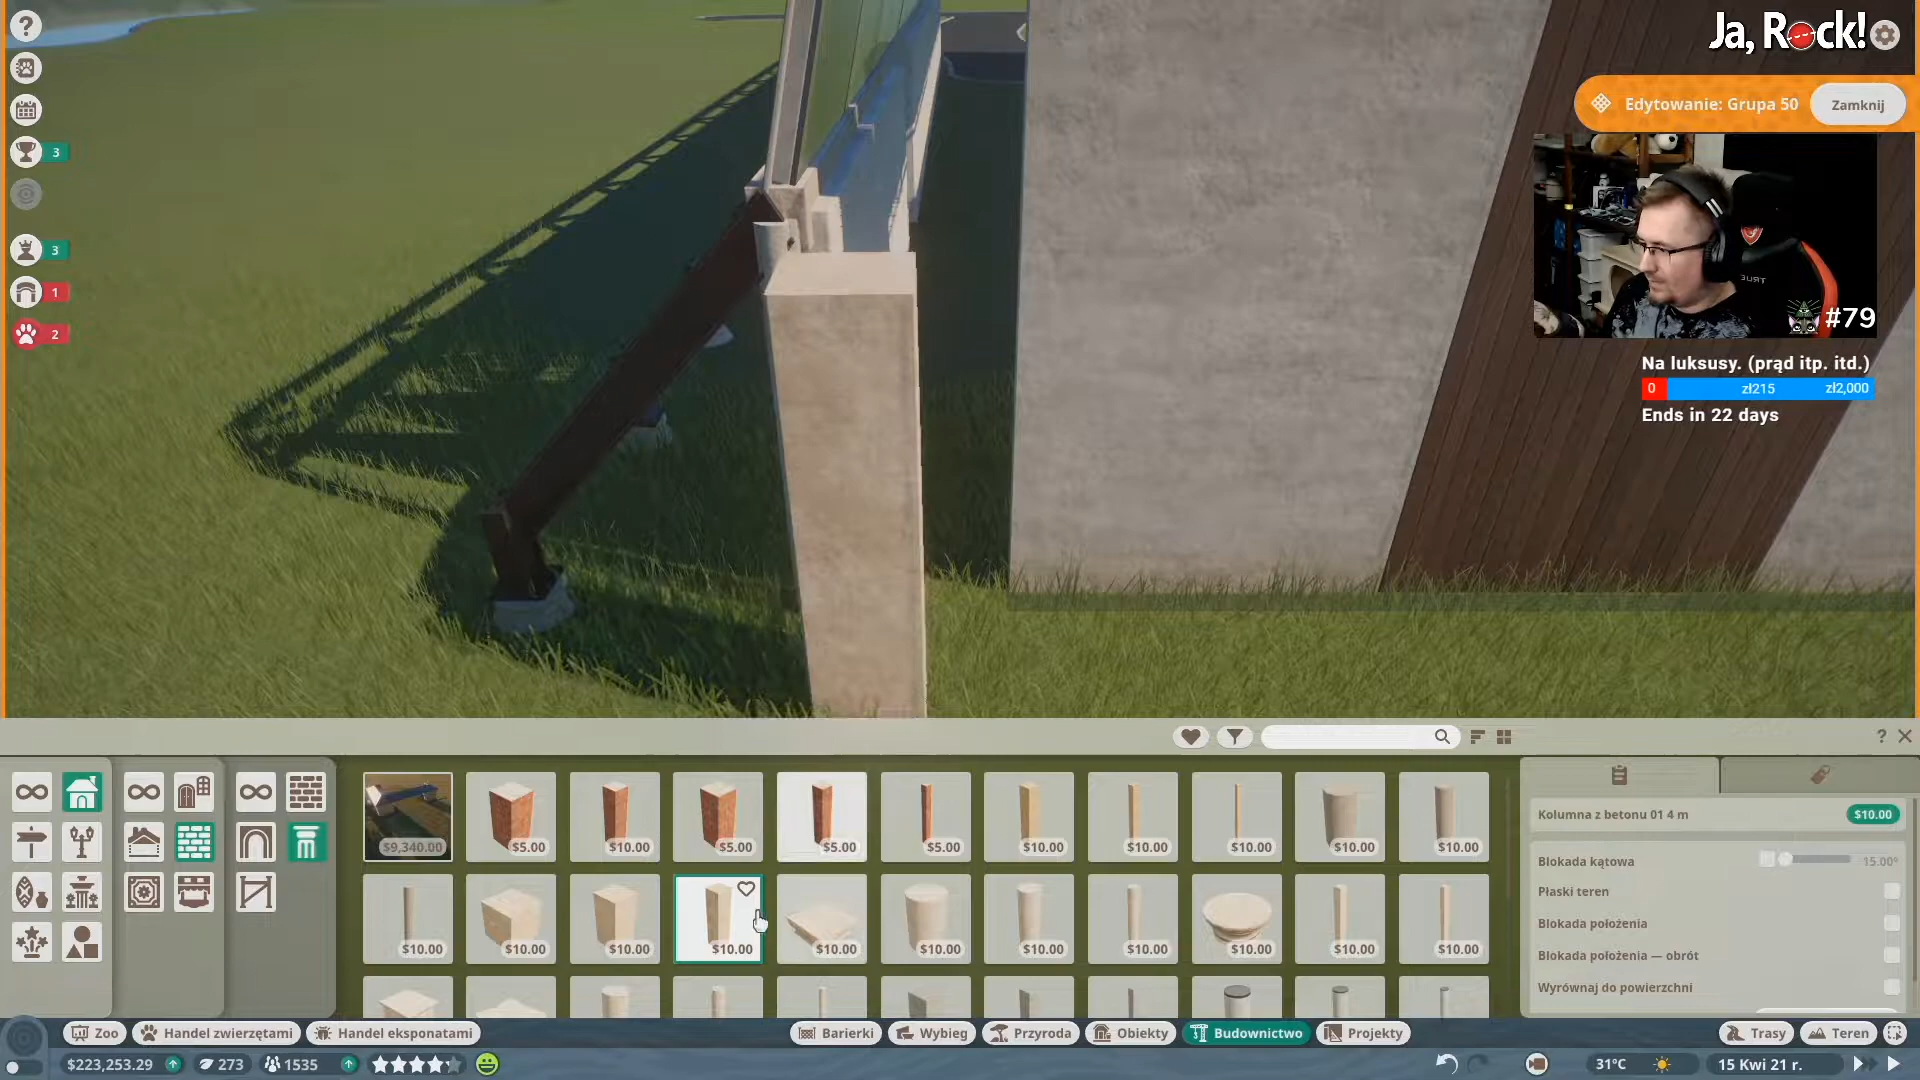 Ja, Rock!
Edytowanie: Grupa 50
Zamknij
3
3
1
2
TRUE
#79
Na luksusy. (prąd itp. itd.)
0 zł215 zł2,000
Ends in 22 days
$9,340.00 $5.00 $10.00 $5.00 $5.00 $5.00 $10.00 $10.00 $10.00 $10.00 $10.00
$10.00 $10.00 $10.00 $10.00 $10.00 $10.00 $10.00 $10.00 $10.00 $10.00 $10.00
Kolumna z betonu 01 4 m $10.00
Blokada kątowa 15.00°
Płaski teren
Blokada położenia
Blokada położenia — obrót
Wyrównaj do powierzchni
Zoo Handel zwierzętami Handel eksponatami Barierki Wybieg Przyroda Obiekty Budownictwo Projekty Trasy Teren
$223,253.29 273 1535 31°C 15 Kwi 21 r.